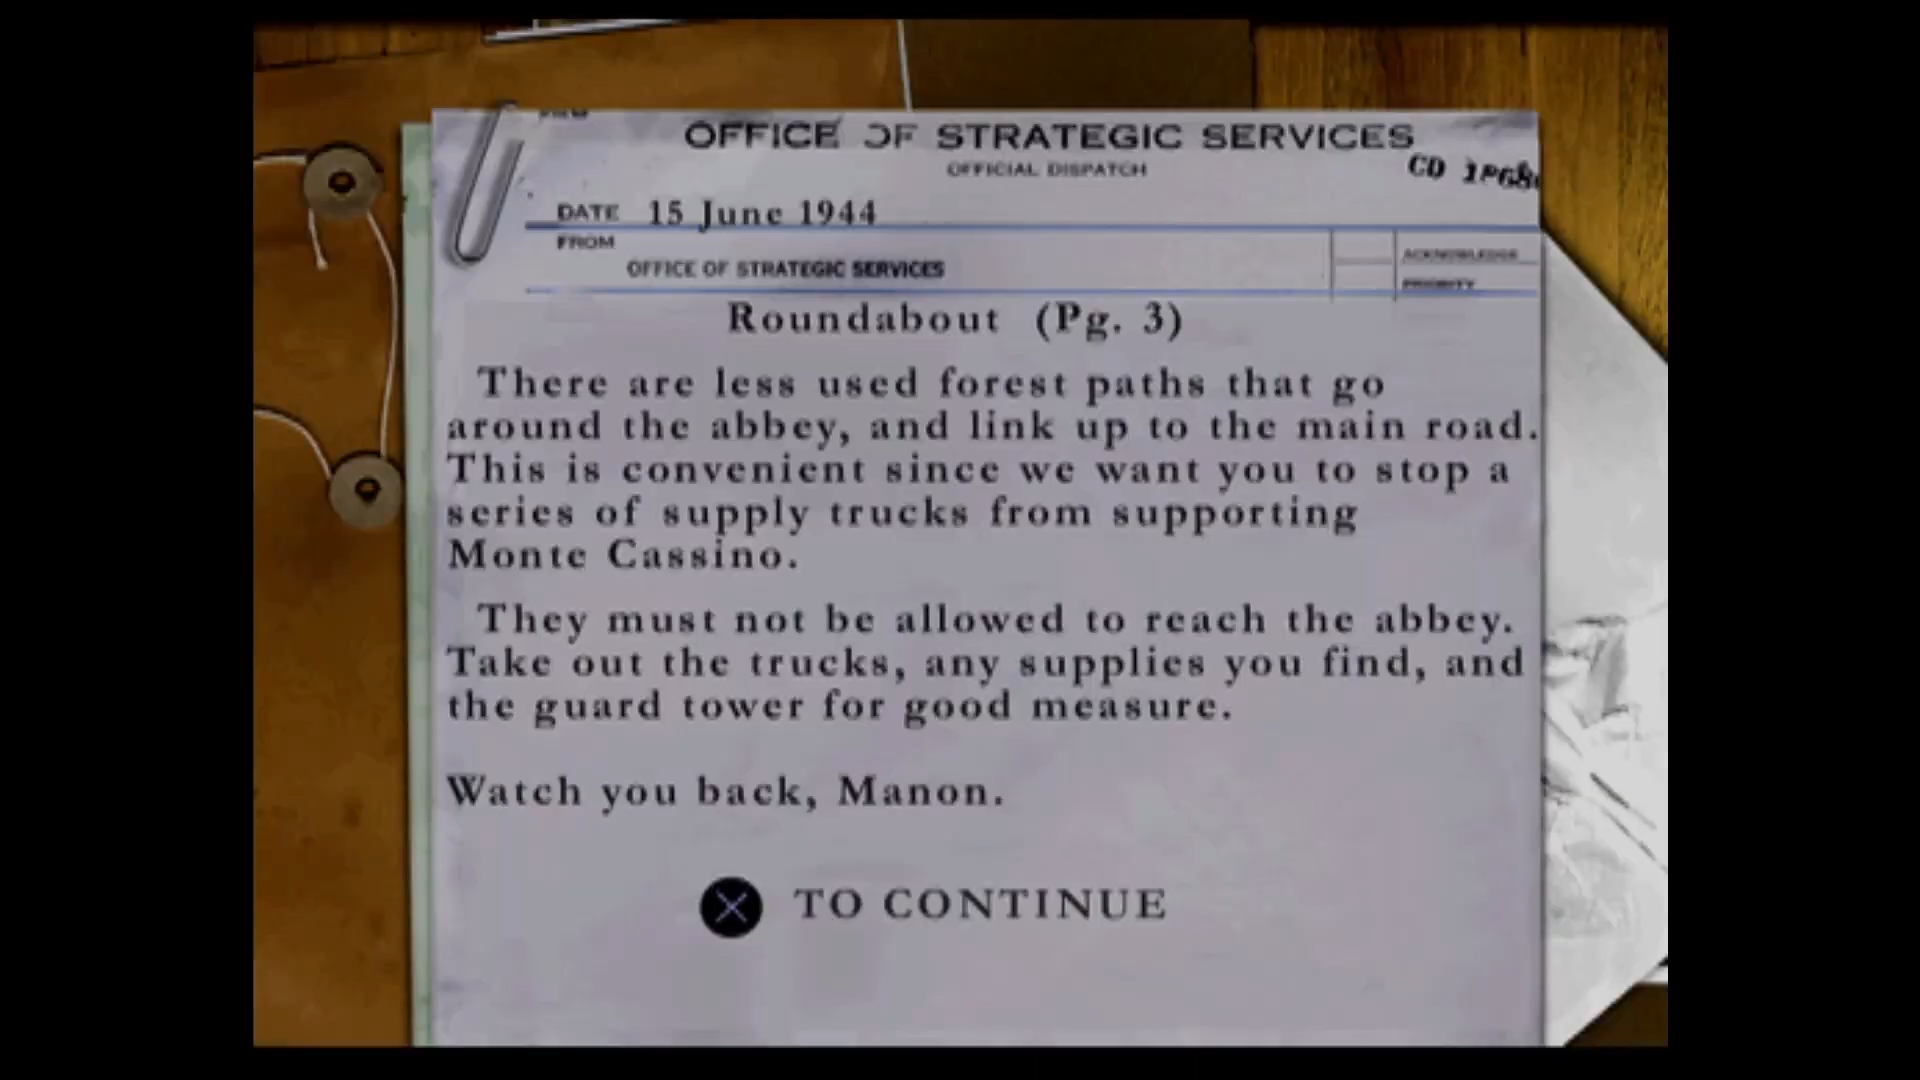 OFFICE OF STRATEGIC SERVICES
OFFICIAL DISPATCH
DATE 15 June 1944
FROM
OFFICE OF STRATEGIC SERVICES
ACKNOWLEDGE
PRIORITY
Roundabout (Pg. 3)
There are less used forest paths that go
around the abbey, and link up to the main road.
This is convenient since we want you to stop a
series of supply trucks from supporting
Monte Cassino.
They must not be allowed to reach the abbey.
Take out the trucks, any supplies you find, and
the guard tower for good measure.
Watch you back, Manon.
TO CONTINUE